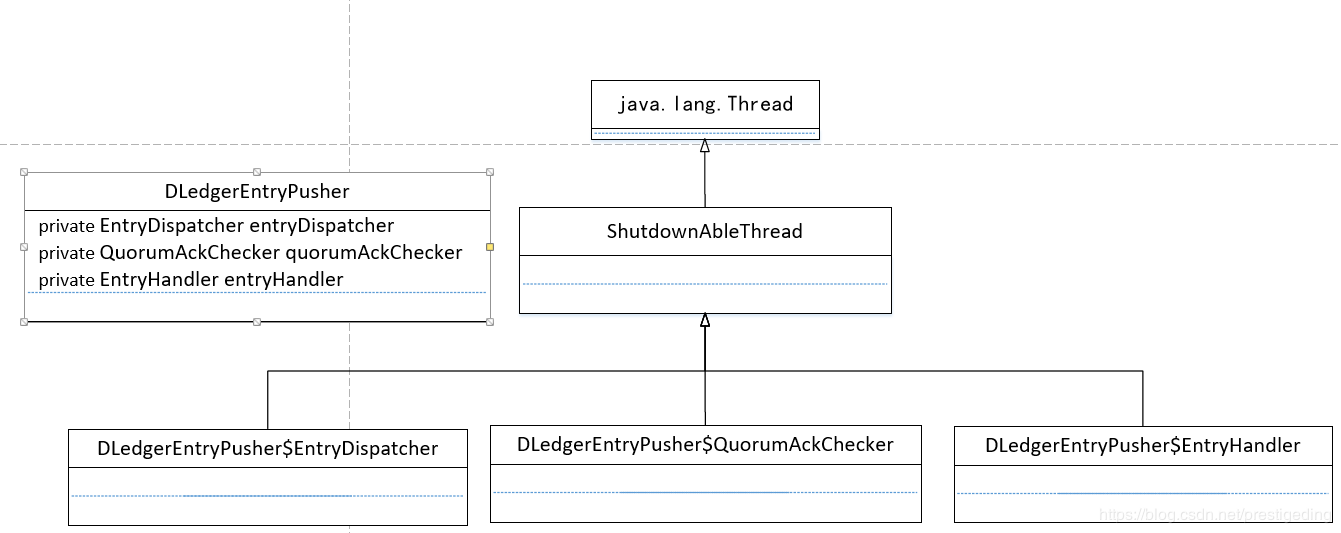 java.lang.Thread
DLedgerEntryPusher
private EntryDispatcher entryDispatcher
private QuorumAckChecker quorumAckChecker
private EntryHandler entryHandler
ShutdownAbleThread
DLedgerEntryPusher$EntryDispatcher
DLedgerEntryPusher$QuorumAckChecker
DLedgerEntryPusher$EntryHandler
https://blog.csdn.net/prestigeding